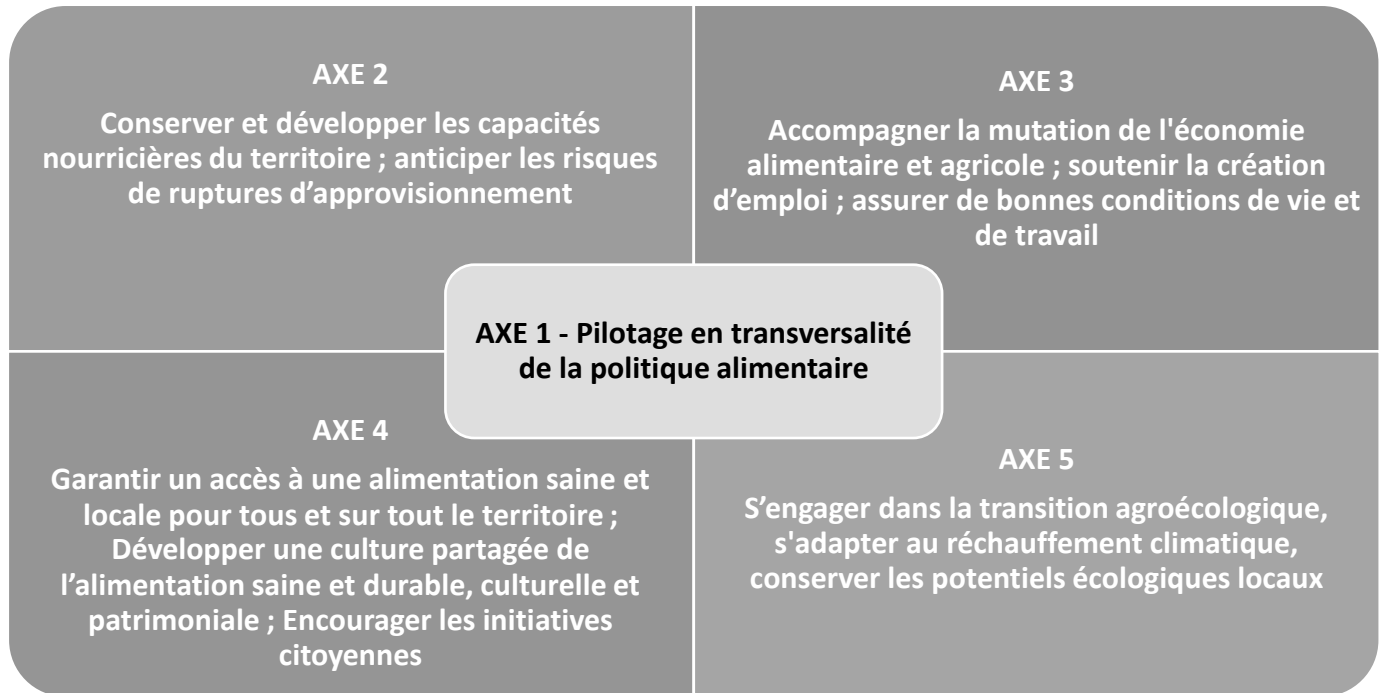 AXE 2
Conserver et développer les capacités
nourricières du territoire ; anticiper les risques
de ruptures d’approvisionnement
AXE 3
Accompagner la mutation de l'économie
alimentaire et agricole ; soutenir la création
d’emploi ; assurer de bonnes conditions de vie et
de travail
AXE 1 - Pilotage en transversalité
de la politique alimentaire
AXE 4
Garantir un accès à une alimentation saine et
locale pour tous et sur tout le territoire ;
Développer une culture partagée de
l’alimentation saine et durable, culturelle et
patrimoniale ; Encourager les initiatives
citoyennes
AXE 5
S’engager dans la transition agroécologique,
s'adapter au réchauffement climatique,
conserver les potentiels écologiques locaux